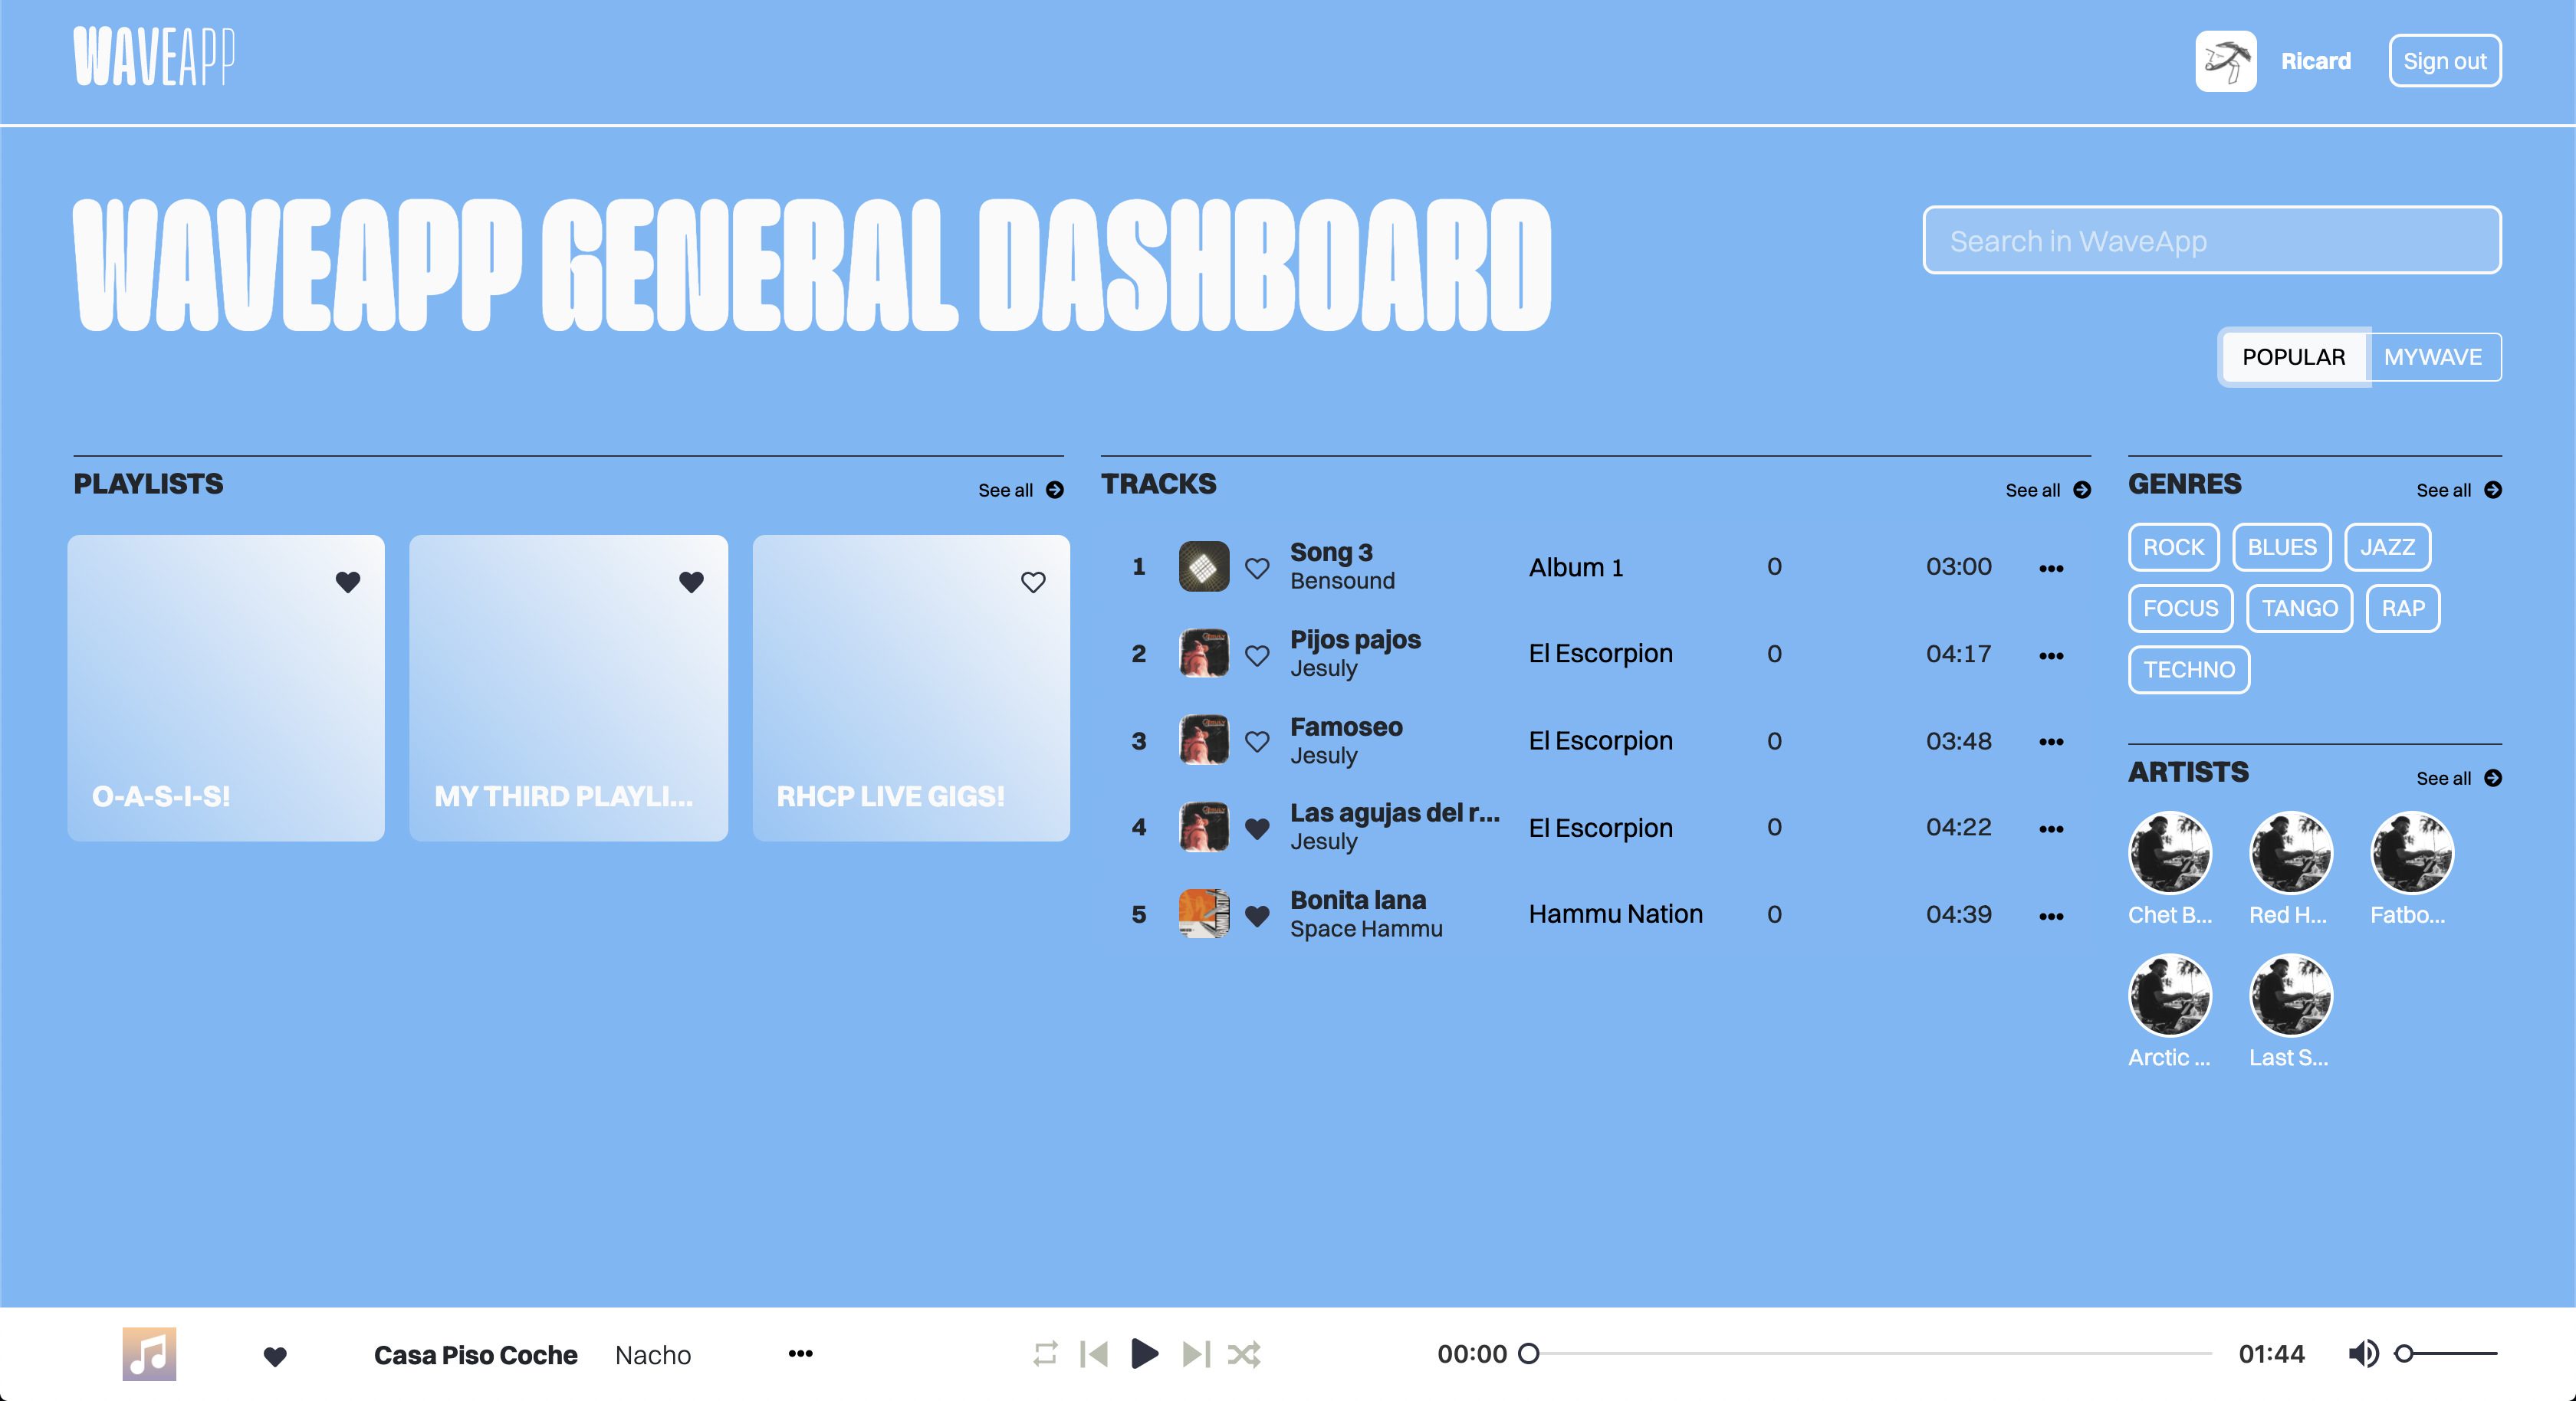 WAVEAPP
Ricard
Sign out
WAVEAPP GENERAL DASHBOARD
Search in WaveApp
POPULAR
MYWAVE
PLAYLISTS
See all
O-A-S-I-S!
MY THIRD PLAYLI...
RHCP LIVE GIGS!
TRACKS
See all
1 Song 3 Album 1 0 03:00
Bensound
2 Pijos pajos El Escorpion 0 04:17
Jesuly
3 Famoseo El Escorpion 0 03:48
Jesuly
4 Las agujas del r... El Escorpion 0 04:22
Jesuly
5 Bonita lana Hammu Nation 0 04:39
Space Hammu
GENRES
See all
ROCK BLUES JAZZ
FOCUS TANGO RAP
TECHNO
ARTISTS
See all
Chet B... Red H... Fatbo...
Arctic ... Last S...
Casa Piso Coche Nacho
00:00
01:44